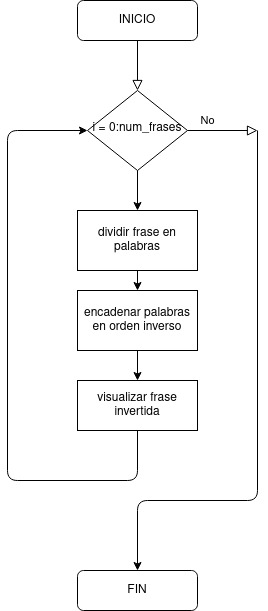 INICIO
i = 0:num_frases
No
dividir frase en
palabras
encadenar palabras
en orden inverso
visualizar frase
invertida
FIN